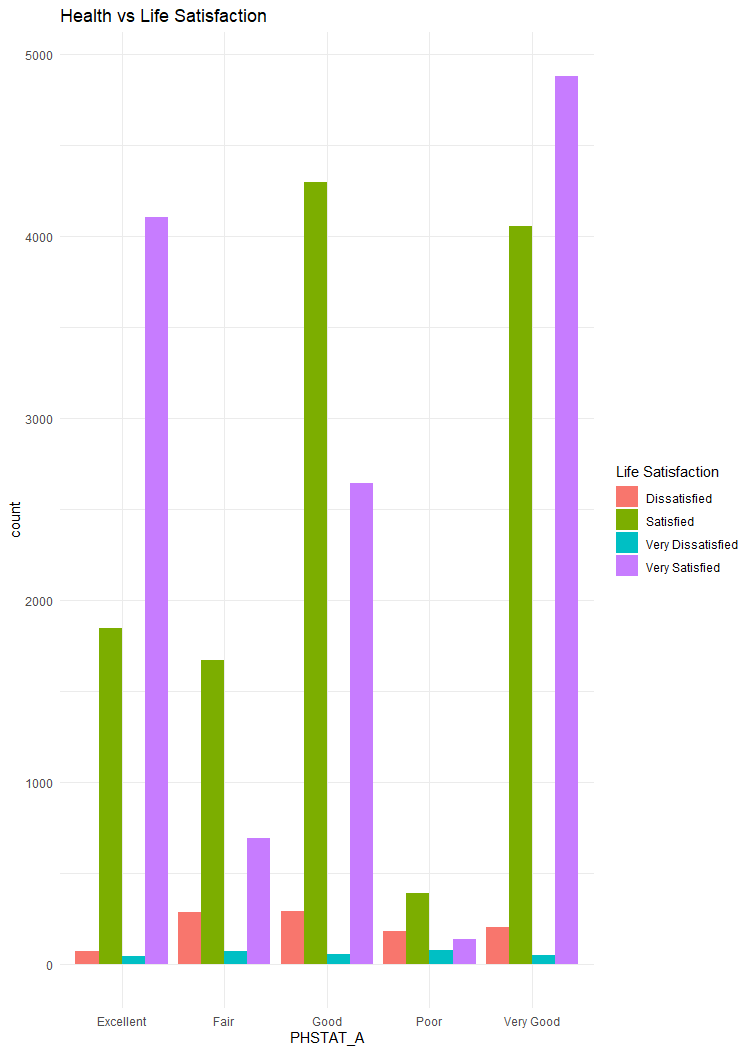 Health vs Life Satisfaction
5000
4000
3000
2000
1000
0
count
Excellent
Fair
Good
Poor
Very Good
PHSTAT_A
Life Satisfaction
Dissatisfied
Satisfied
Very Dissatisfied
Very Satisfied